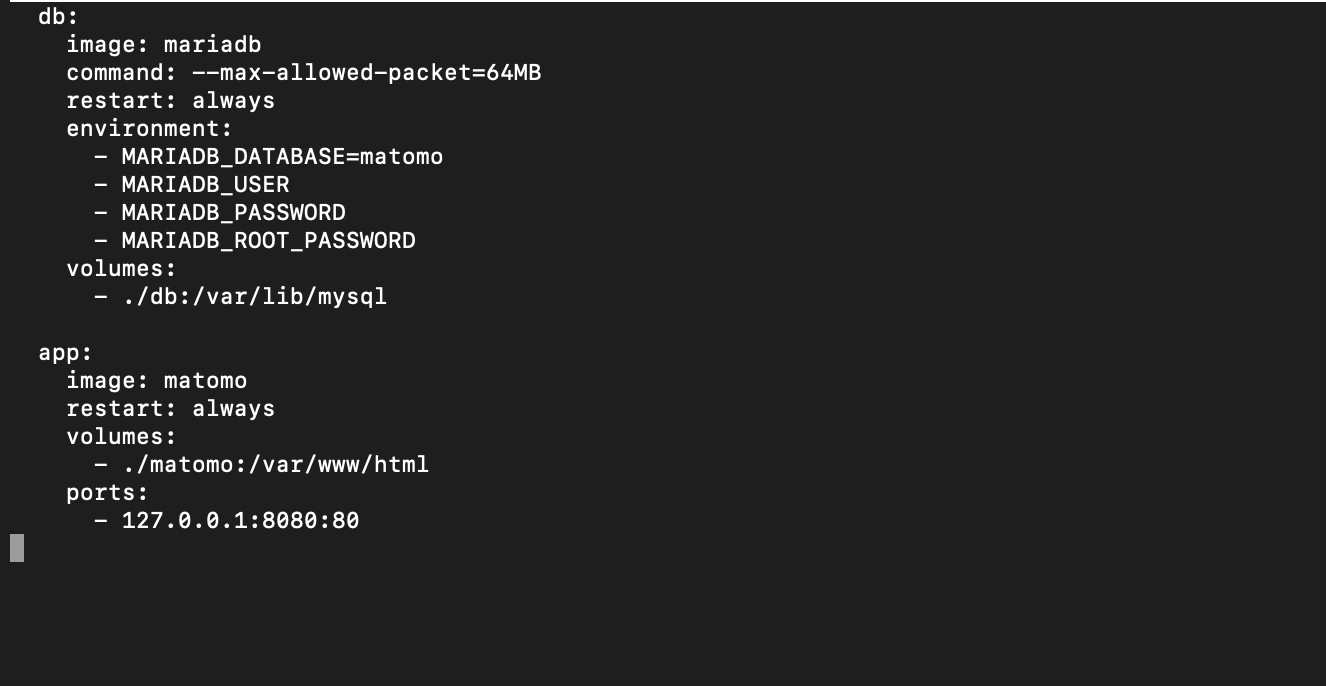 db:
  image: mariadb
  command: --max-allowed-packet=64MB
  restart: always
  environment:
    - MARIADB_DATABASE=matomo
    - MARIADB_USER
    - MARIADB_PASSWORD
    - MARIADB_ROOT_PASSWORD
  volumes:
    - ./db:/var/lib/mysql

app:
  image: matomo
  restart: always
  volumes:
    - ./matomo:/var/www/html
  ports:
    - 127.0.0.1:8080:80